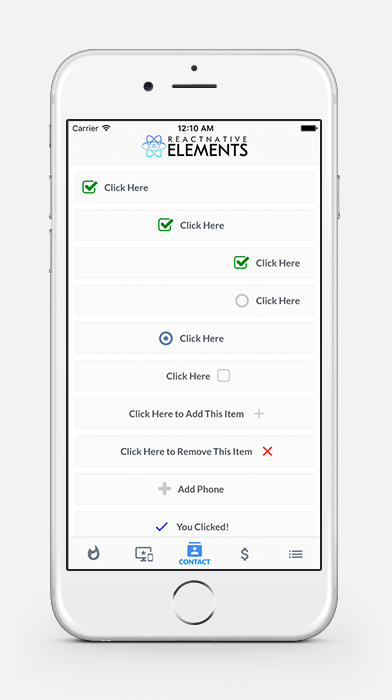 Carrier 12:10 AM
REACTNATIVE
ELEMENTS
Click Here
Click Here
Click Here
Click Here
Click Here
Click Here
Click Here to Add This Item
Click Here to Remove This Item
Add Phone
You Clicked!
CONTACT